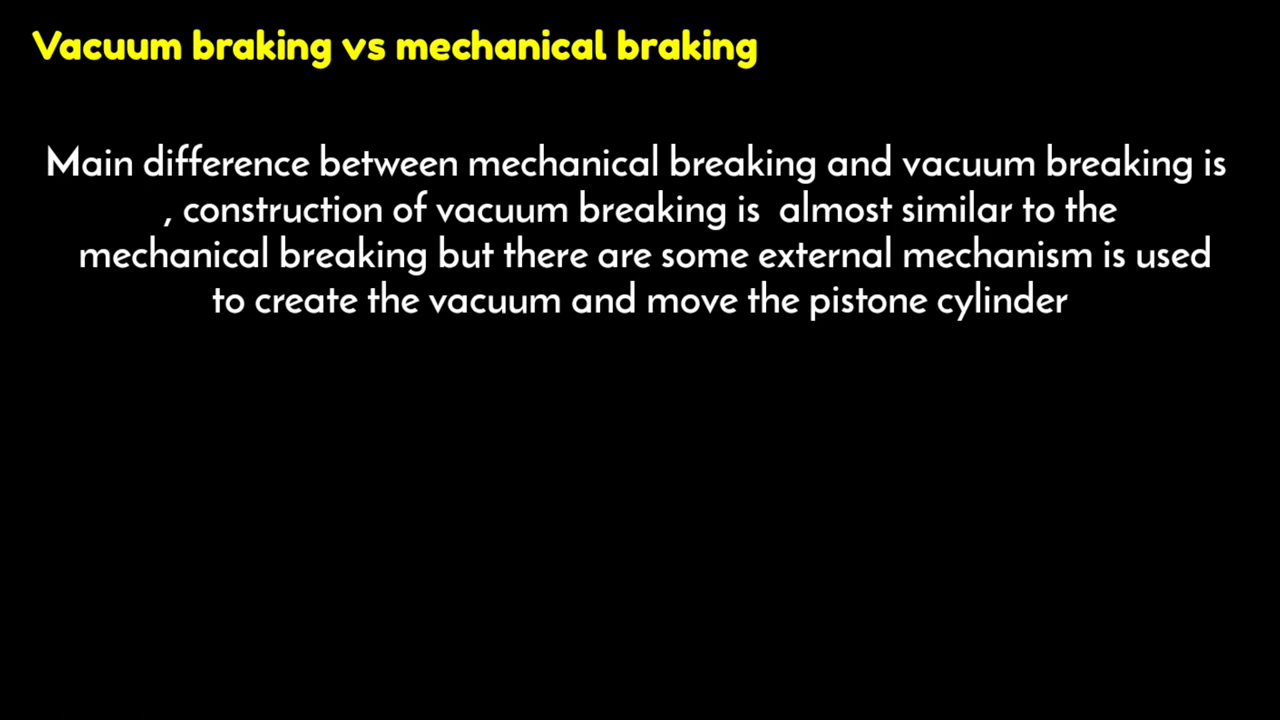 Vacuum braking vs mechanical braking
Main difference between mechanical breaking and vacuum breaking is
, construction of vacuum breaking is  almost similar to the
mechanical breaking but there are some external mechanism is used
to create the vacuum and move the pistone cylinder